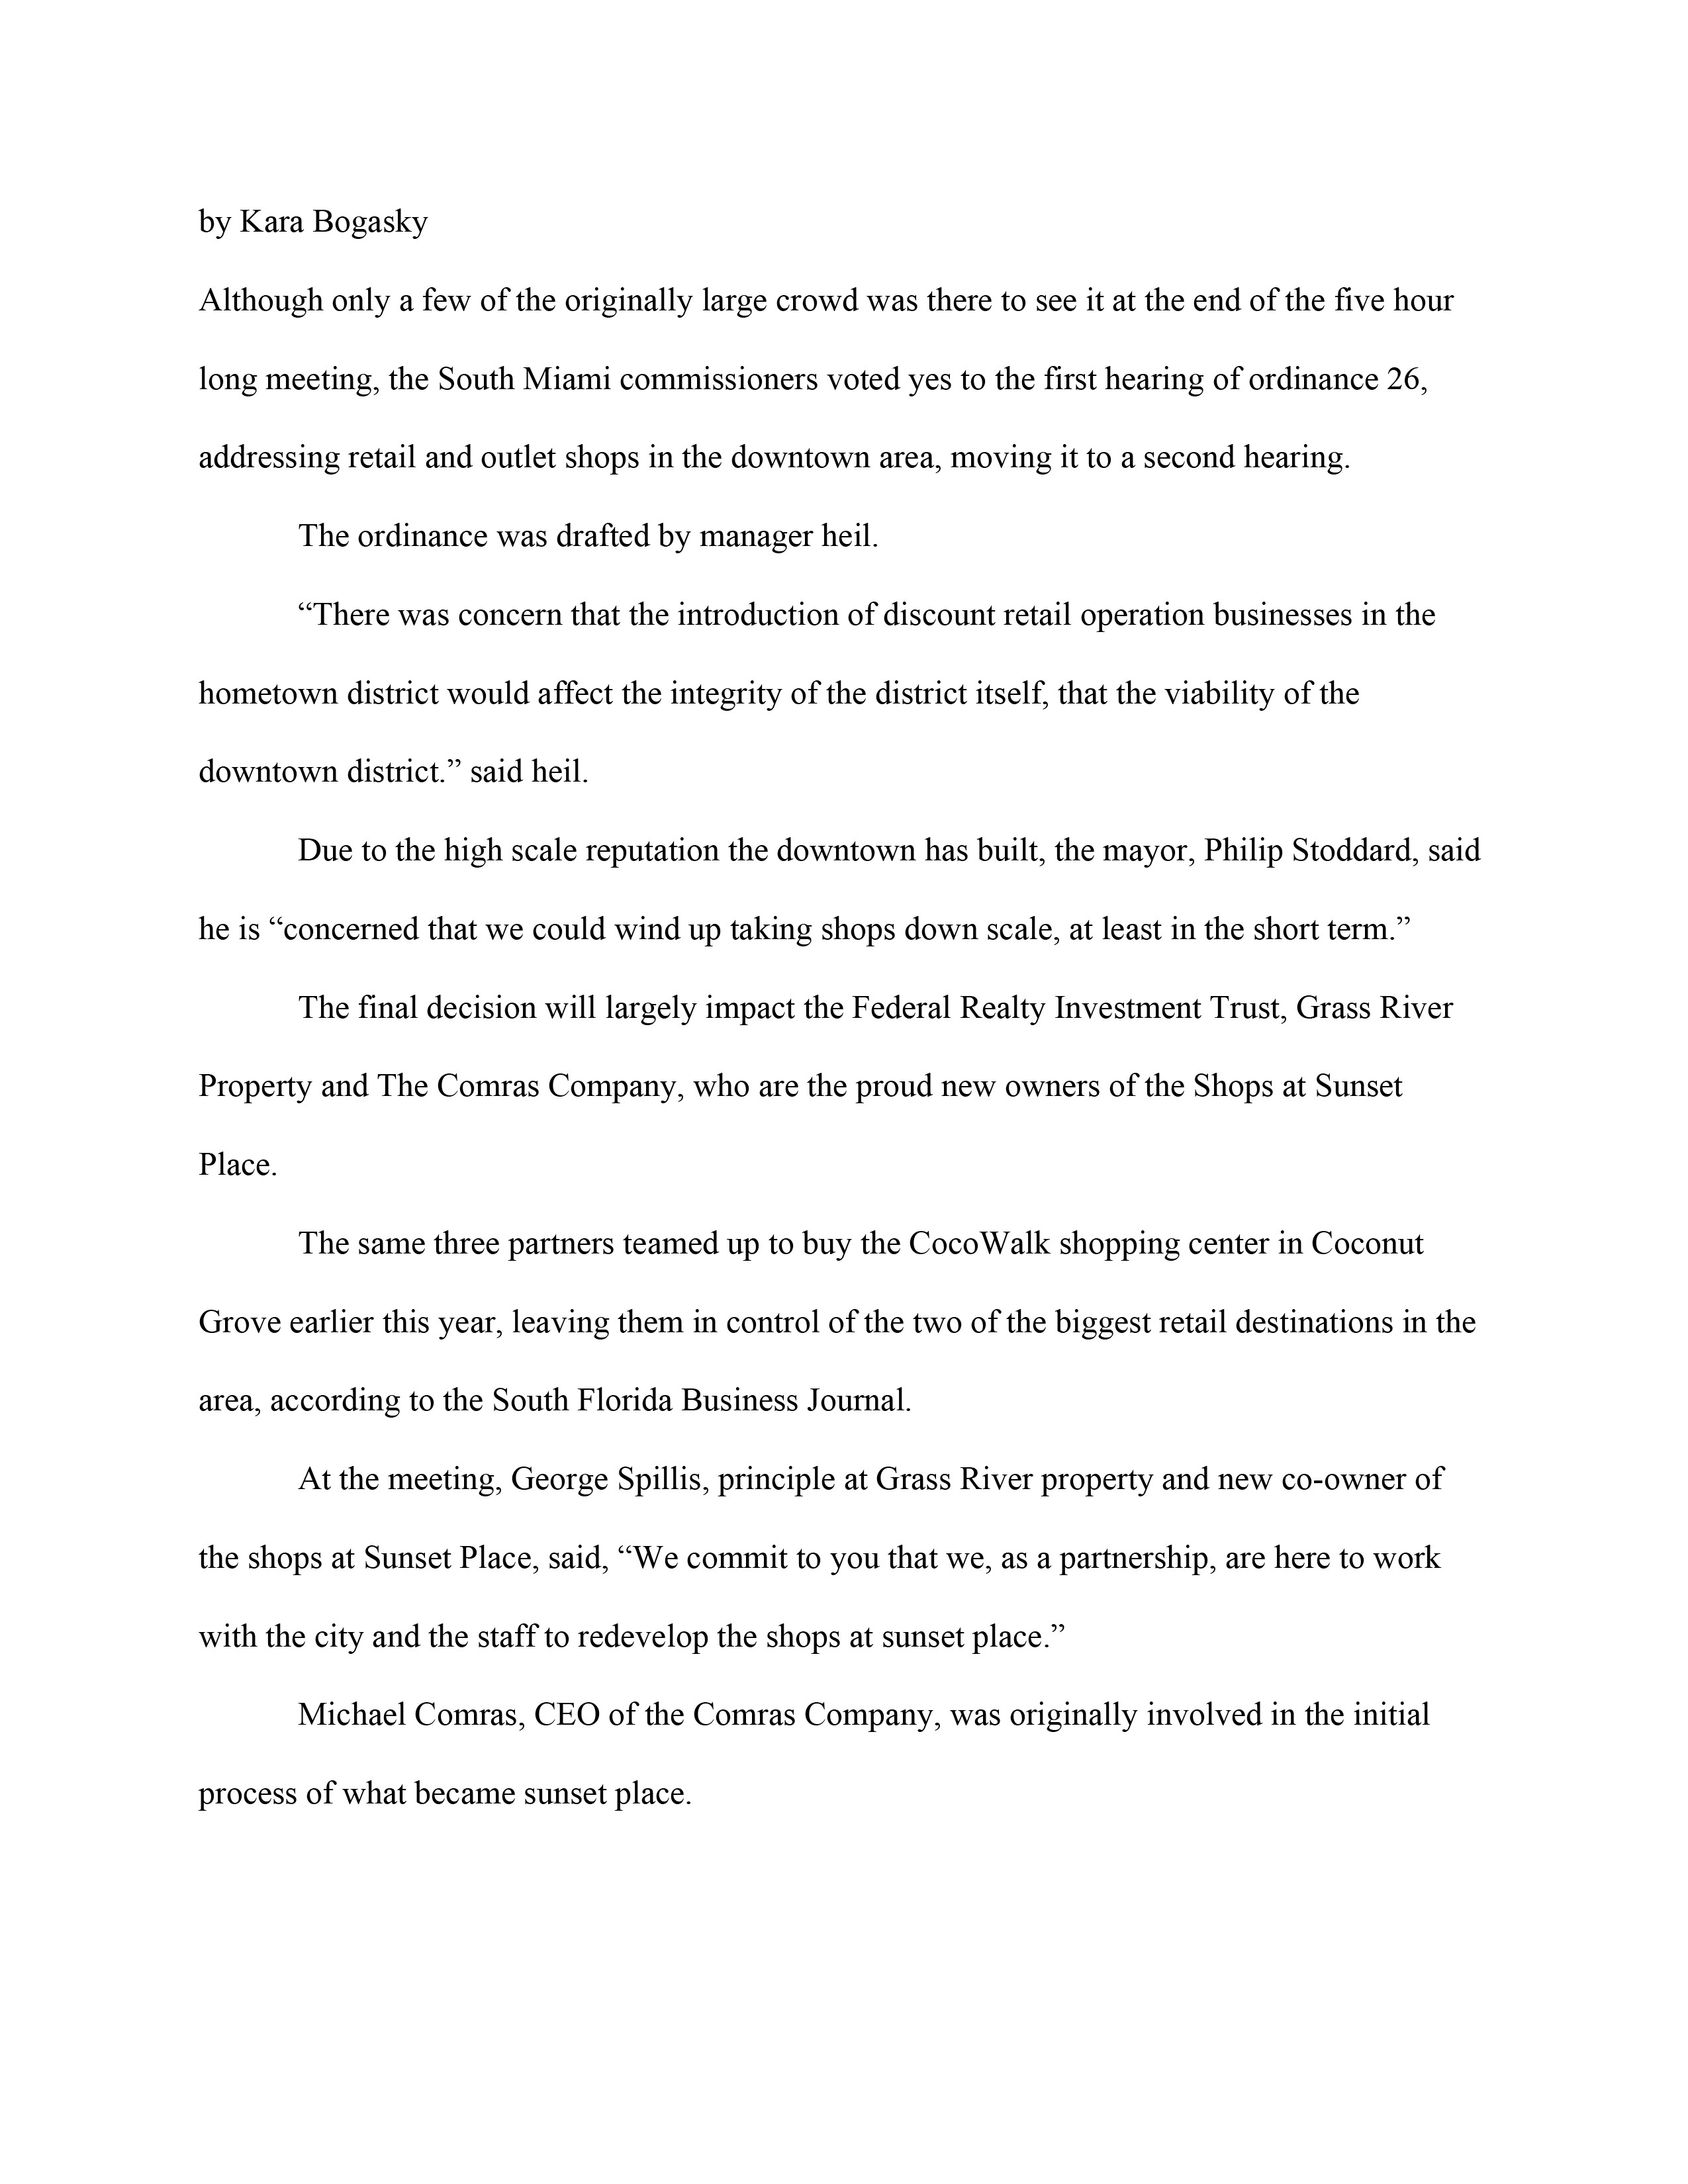 by Kara Bogasky
Although only a few of the originally large crowd was there to see it at the end of the five hour
long meeting, the South Miami commissioners voted yes to the first hearing of ordinance 26,
addressing retail and outlet shops in the downtown area, moving it to a second hearing.
The ordinance was drafted by manager heil.
“There was concern that the introduction of discount retail operation businesses in the
hometown district would affect the integrity of the district itself, that the viability of the
downtown district.” said heil.
Due to the high scale reputation the downtown has built, the mayor, Philip Stoddard, said
he is “concerned that we could wind up taking shops down scale, at least in the short term.”
The final decision will largely impact the Federal Realty Investment Trust, Grass River
Property and The Comras Company, who are the proud new owners of the Shops at Sunset
Place.
The same three partners teamed up to buy the CocoWalk shopping center in Coconut
Grove earlier this year, leaving them in control of the two of the biggest retail destinations in the
area, according to the South Florida Business Journal.
At the meeting, George Spillis, principle at Grass River property and new co-owner of
the shops at Sunset Place, said, “We commit to you that we, as a partnership, are here to work
with the city and the staff to redevelop the shops at sunset place.”
Michael Comras, CEO of the Comras Company, was originally involved in the initial
process of what became sunset place.